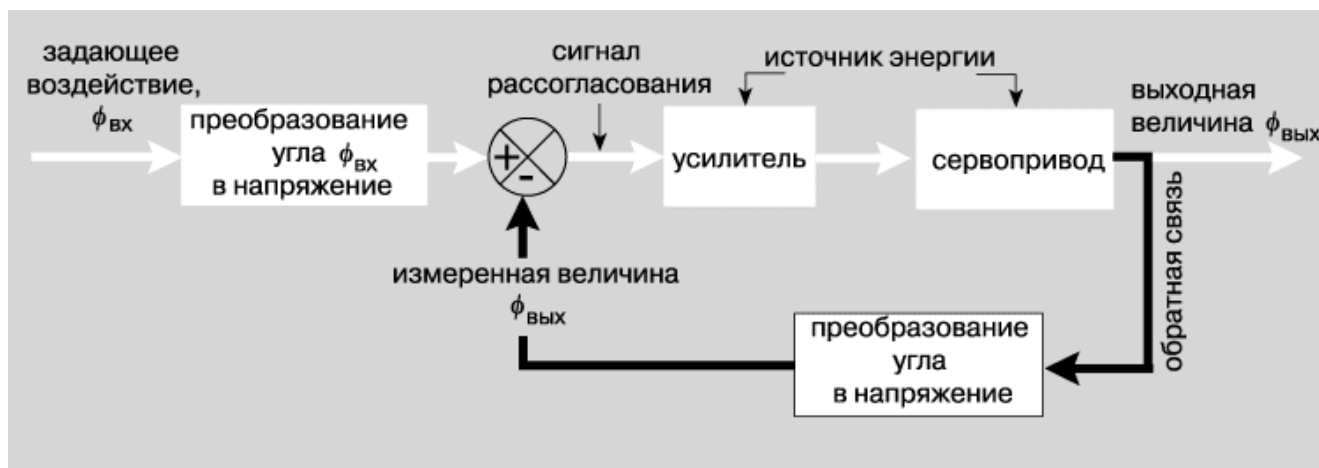 задающее
воздействие,
ϕвх
преобразование
угла ϕвх
в напряжение
+
-
сигнал
рассогласования
источник энергии
усилитель
сервопривод
выходная
величина ϕвых
обратная связь
измеренная величина
ϕвых
преобразование
угла
в напряжение